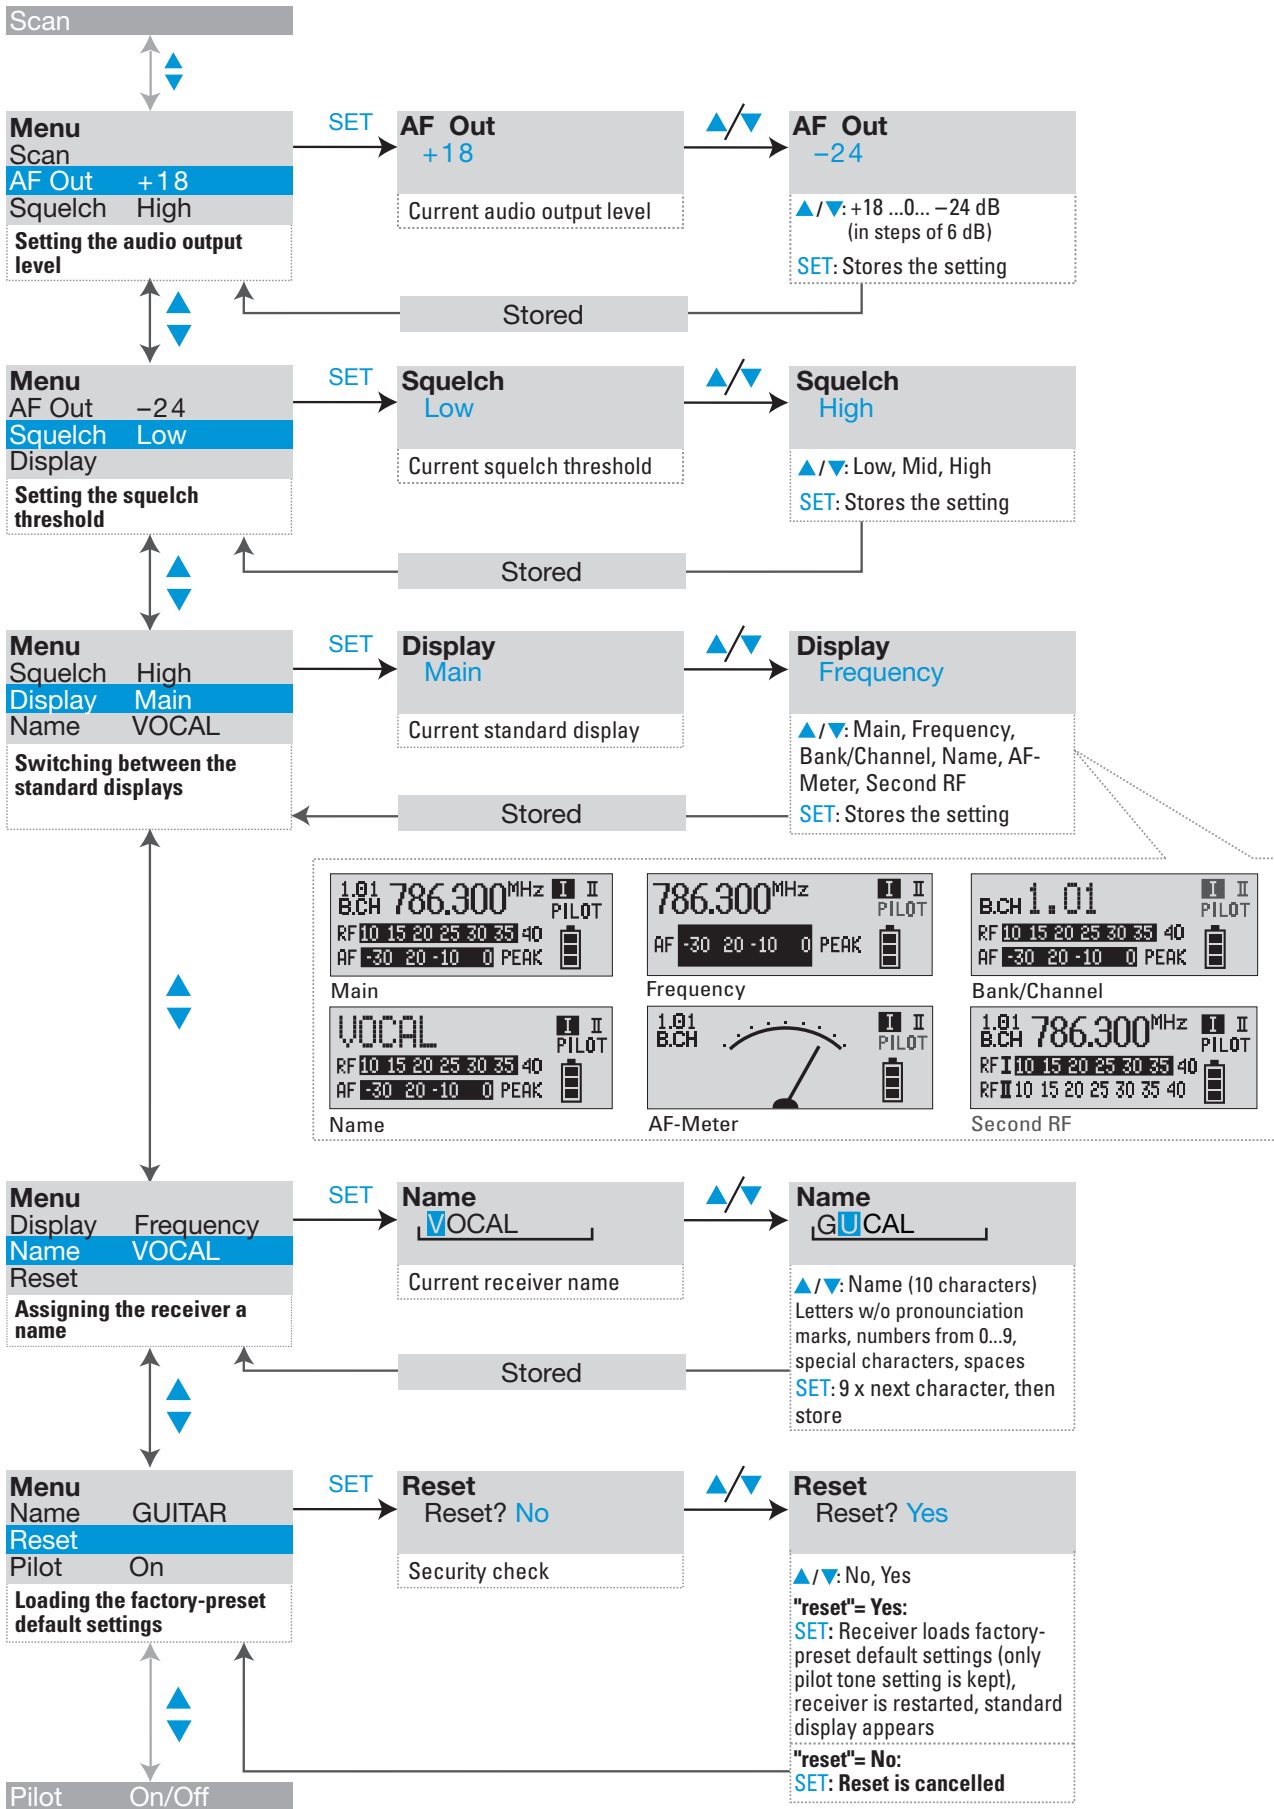 Scan
Menu
Scan
AF Out +18
Squelch High
Setting the audio output
level
SET
AF Out
+18
Current audio output level
/
AF Out
–24
/ : +18 ...0... –24 dB
(in steps of 6 dB)
SET: Stores the setting
Stored
Menu
AF Out –24
Squelch Low
Display
Setting the squelch
threshold
SET
Squelch
Low
Current squelch threshold
/
Squelch
High
/ : Low, Mid, High
SET: Stores the setting
Stored
Menu
Squelch High
Display Main
Name VOCAL
Switching between the
standard displays
SET
Display
Main
Current standard display
/
Display
Frequency
/ : Main, Frequency,
Bank/Channel, Name, AF-
Meter, Second RF
SET: Stores the setting
Stored
1.01
B.CH 786.300MHz I II
PILOT
RF 10 15 20 25 30 35 40
AF -30 20 -10 0 PEAK
Main
786.300MHz I II
PILOT
AF -30 20 -10 0 PEAK
Frequency
B.CH 1.01 I II
PILOT
RF 10 15 20 25 30 35 40
AF -30 20 -10 0 PEAK
Bank/Channel
VOCAL I II
PILOT
RF 10 15 20 25 30 35 40
AF -30 20 -10 0 PEAK
Name
1.01
B.CH I II
PILOT
AF-Meter
1.01
B.CH 786.300MHz I II
PILOT
RF I 10 15 20 25 30 35 40
RF II 10 15 20 25 30 35 40
Second RF
Menu
Display Frequency
Name VOCAL
Reset
Assigning the receiver a
name
SET
Name
VOCAL
Current receiver name
/
Name
GUCAL
/ : Name (10 characters)
Letters w/o pronounciation
marks, numbers from 0...9,
special characters, spaces
SET: 9 x next character, then
store
Stored
Menu
Name GUITAR
Reset
Pilot On
Loading the factory-preset
default settings
SET
Reset
Reset? No
Security check
/
Reset
Reset? Yes
/ : No, Yes
"reset"= Yes:
SET: Receiver loads factory-
preset default settings (only
pilot tone setting is kept),
receiver is restarted, standard
display appears
"reset"= No:
SET: Reset is cancelled
Pilot On/Off